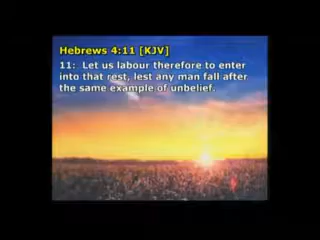 Hebrews 4:11 [KJV]
11:  Let us labour therefore to enter
into that rest, lest any man fall after
the same example of unbelief.